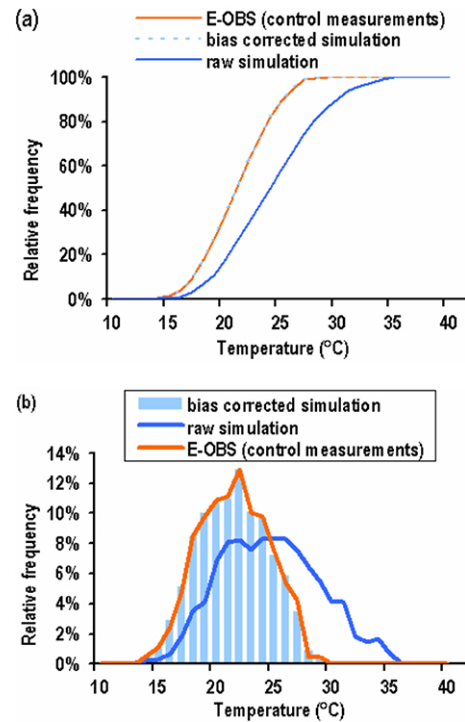 (a)
E-OBS (control measurements)
bias corrected simulation
raw simulation
Relative frequency
100%
80%
60%
40%
20%
0%
10 15 20 25 30 35 40
Temperature (°C)
(b)
bias corrected simulation
raw simulation
E-OBS (control measurements)
Relative frequency
14%
12%
10%
8%
6%
4%
2%
0%
10 15 20 25 30 35 40
Temperature (°C)